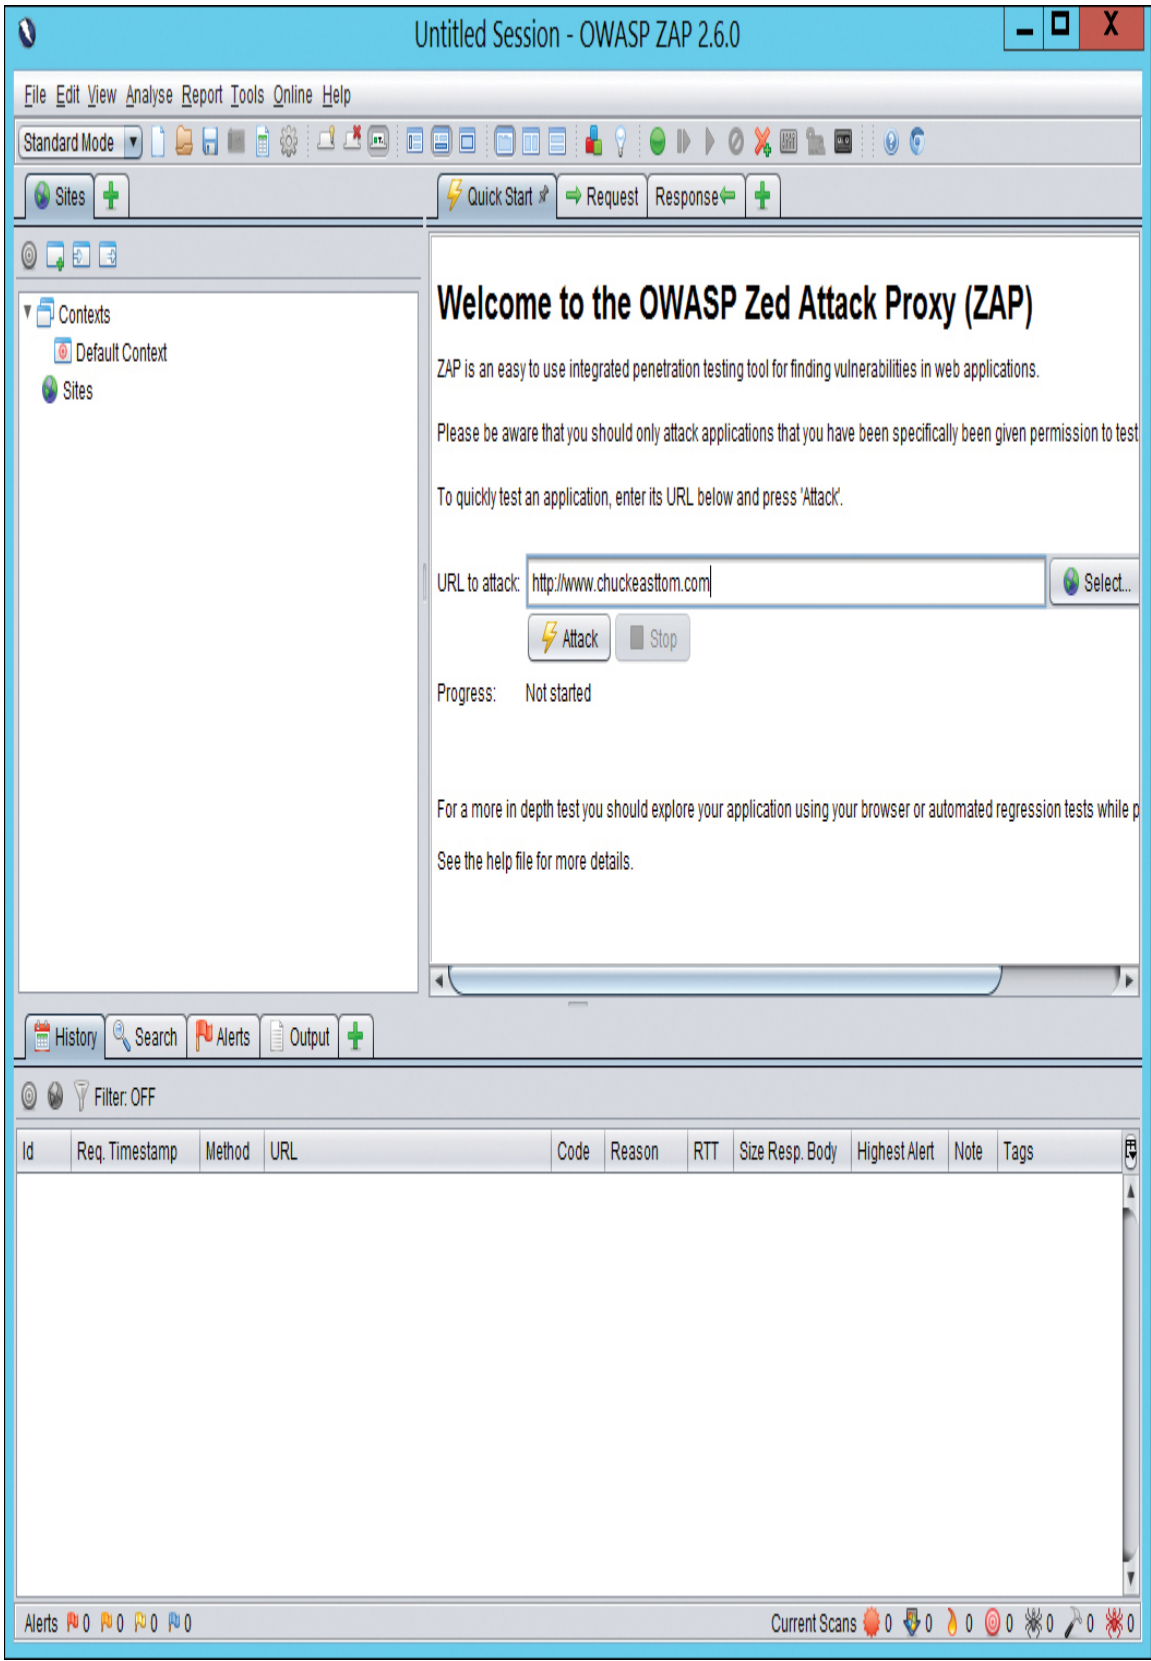 Untitled Session - OWASP ZAP 2.6.0
X
File Edit View Analyse Report Tools Online Help
Standard Mode
Sites
Quick Start
Request
Response
Contexts
Default Context
Sites
Welcome to the OWASP Zed Attack Proxy (ZAP)
ZAP is an easy to use integrated penetration testing tool for finding vulnerabilities in web applications.
Please be aware that you should only attack applications that you have been specifically been given permission to test
To quickly test an application, enter its URL below and press 'Attack'.
URL to attack: http://www.chuckeasttom.com Select...
Attack Stop
Progress: Not started
For a more in depth test you should explore your application using your browser or automated regression tests while p
See the help file for more details.
History Search Alerts Output
Filter: OFF
Id Req. Timestamp Method URL Code Reason RTT Size Resp. Body Highest Alert Note Tags
Alerts 0 0 0 0 Current Scans 0 0 0 0 0 0 0